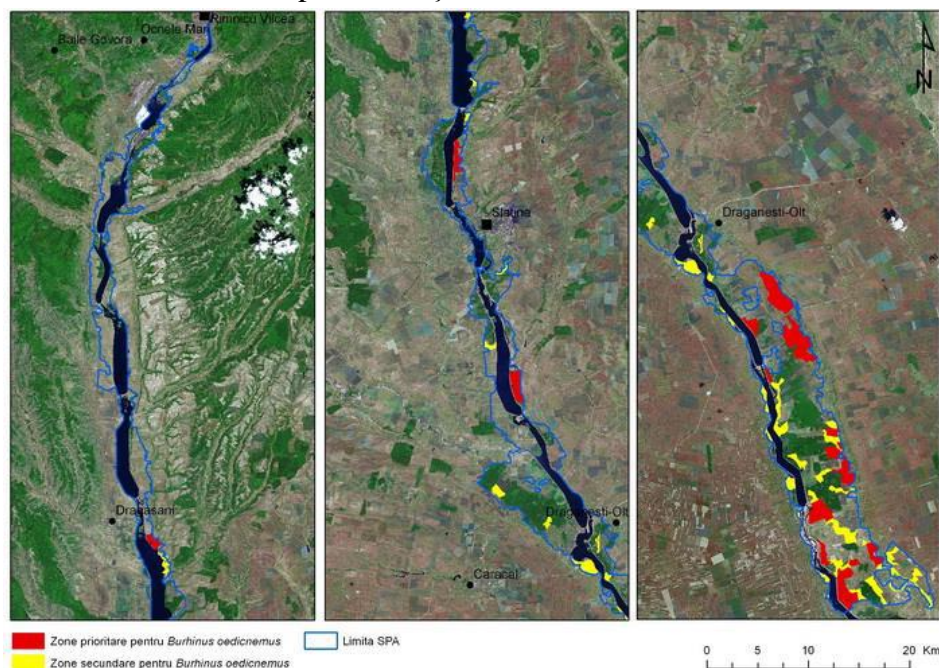 Rimnicu Vilcea
Ocnele Mari
Baile Govora
Dragasani
Slatina
Draganesti-Olt
Caracal
N
Draganesti-Olt
Zone prioritare pentru Burhinus oedicnemus
Limita SPA
Zone secundare pentru Burhinus oedicnemus
0 5 10 20 Km